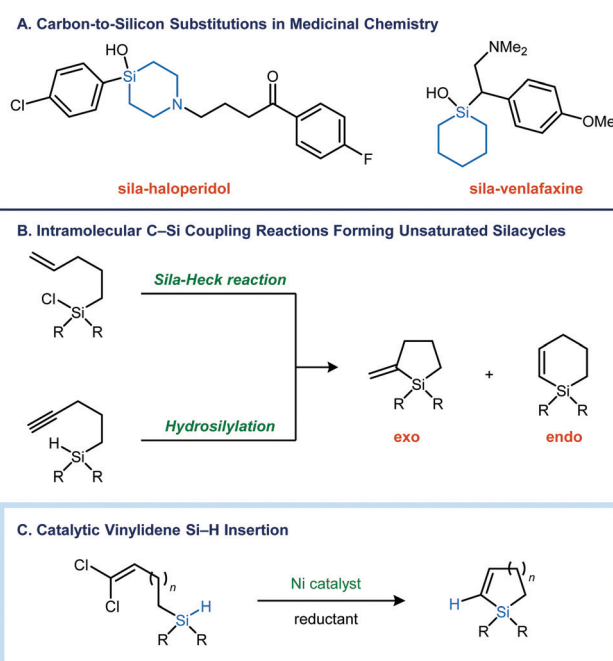 A. Carbon-to-Silicon Substitutions in Medicinal Chemistry
HO
Si
Cl
N
O
F
sila-haloperidol
NMe2
HO
Si
OMe
sila-venlafaxine
B. Intramolecular C–Si Coupling Reactions Forming Unsaturated Silacycles
Cl
Si
R R
Sila-Heck reaction
H
Si
R R
Hydrosilylation
Si
R R
exo
+
Si
R R
endo
C. Catalytic Vinylidene Si–H Insertion
Cl
Cl
( )n
H
Si
R R
Ni catalyst
reductant
( )n
H
Si
R R